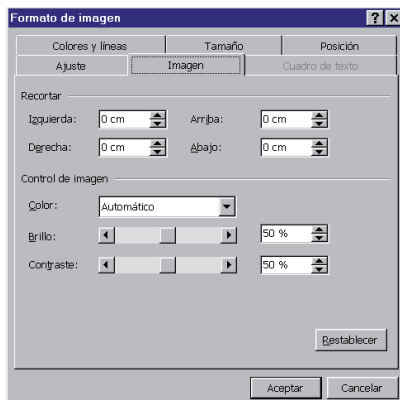 Formato de imagen
Colores y líneas Tamaño Posición
Ajuste Imagen Cuadro de texto
Recortar
Izquierda: 0 cm Arriba: 0 cm
Derecha: 0 cm Abajo: 0 cm
Control de imagen
Color: Automático
Brillo: 50 %
Contraste: 50 %
Restablecer
Aceptar Cancelar